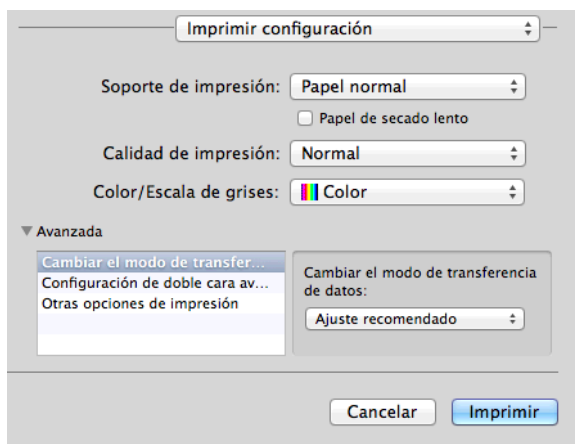 Imprimir configuración
Soporte de impresión: Papel normal
Papel de secado lento
Calidad de impresión: Normal
Color/Escala de grises: Color
Avanzada
Cambiar el modo de transfer...
Configuración de doble cara av...
Otras opciones de impresión
Cambiar el modo de transferencia
de datos:
Ajuste recomendado
Cancelar Imprimir